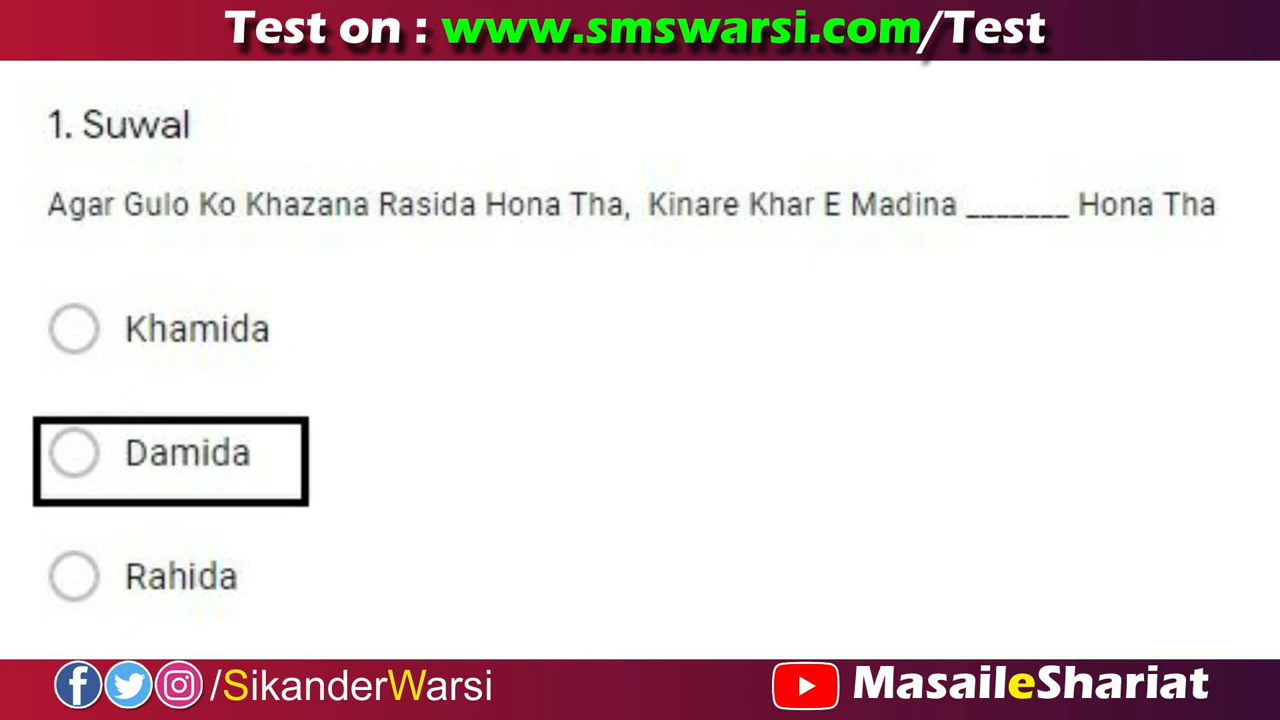 Test on : www.smswarsi.com/Test
1. Suwal
Agar Gulo Ko Khazana Rasida Hona Tha, Kinare Khar E Madina _______ Hona Tha
Khamida
Damida
Rahida
/SikanderWarsi
MasaileShariat